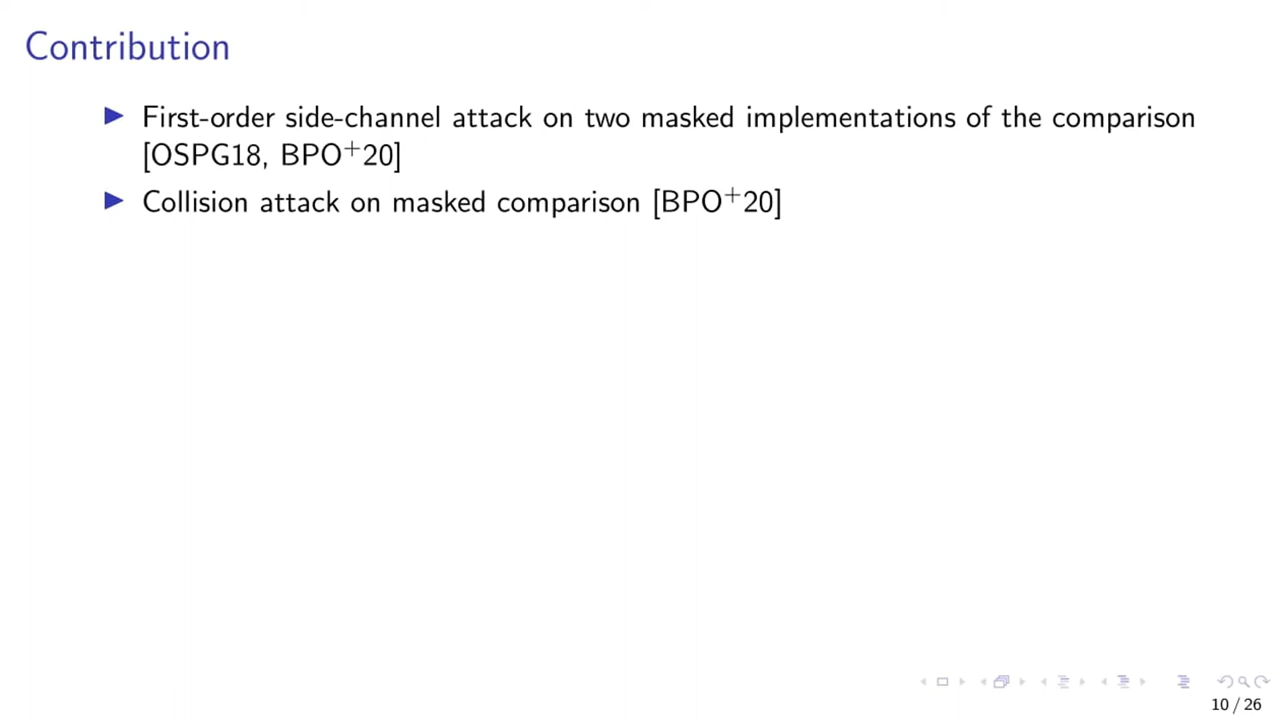 Contribution
▶ First-order side-channel attack on two masked implementations of the comparison
[OSPG18, BPO⁺20]
▶ Collision attack on masked comparison [BPO⁺20]
10 / 26